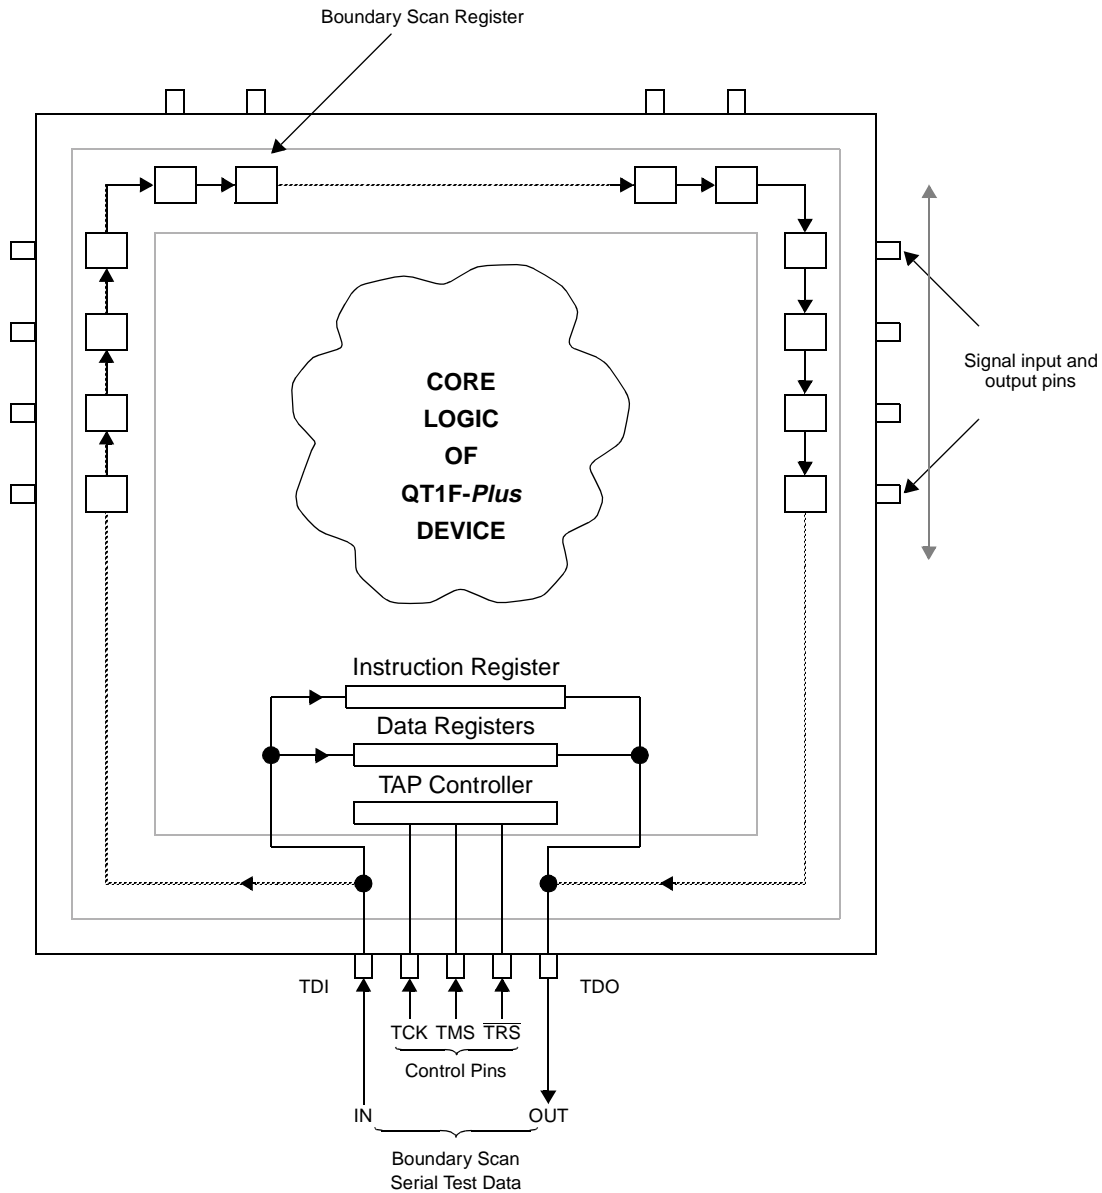 Boundary Scan Register
Signal input and
output pins
CORE
LOGIC
OF
QT1F-Plus
DEVICE
Instruction Register
Data Registers
TAP Controller
TDI
TDO
TCK TMS TRS
Control Pins
IN
OUT
Boundary Scan
Serial Test Data